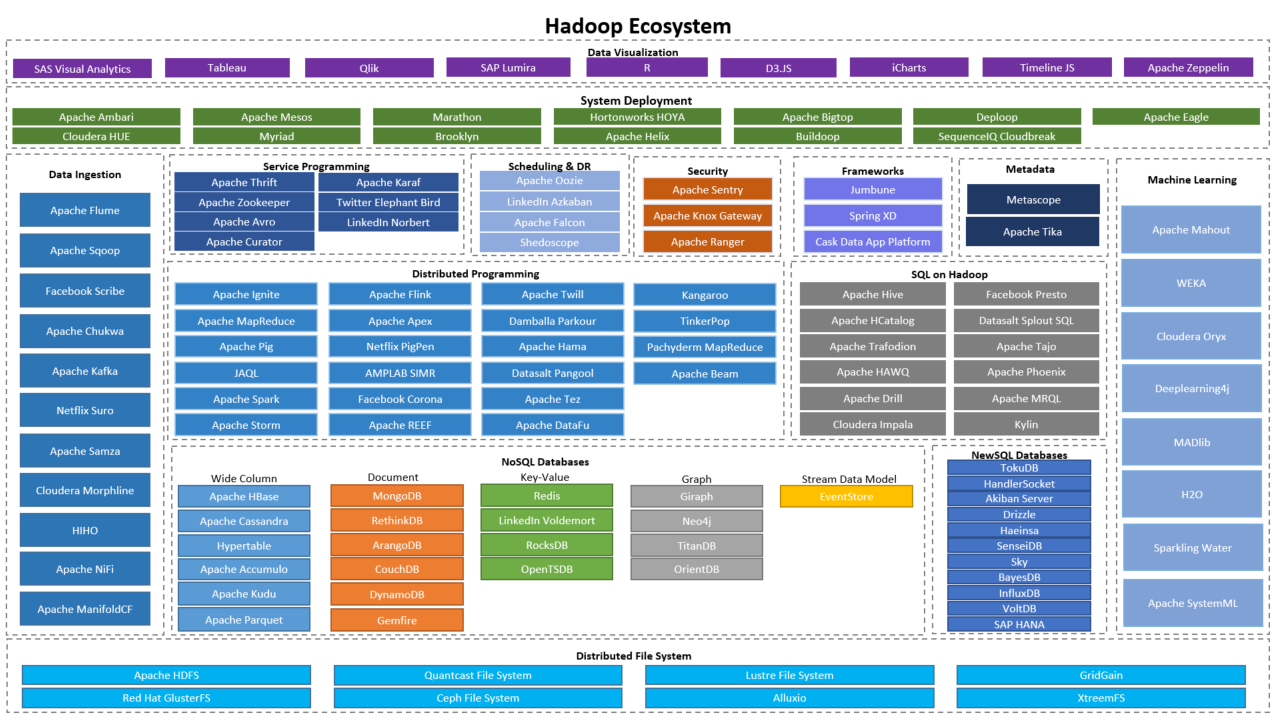 Hadoop Ecosystem
Data Visualization
SAS Visual Analytics
Tableau
Qlik
SAP Lumira
R
D3.JS
iCharts
Timeline JS
Apache Zeppelin
System Deployment
Apache Ambari
Apache Mesos
Marathon
Hortonworks HOYA
Apache Bigtop
Deploop
Apache Eagle
Cloudera HUE
Myriad
Brooklyn
Apache Helix
Buildoop
SequenceIQ Cloudbreak
Data Ingestion
Apache Flume
Apache Sqoop
Facebook Scribe
Apache Chukwa
Apache Kafka
Netflix Suro
Apache Samza
Cloudera Morphline
HIHO
Apache NiFi
Apache ManifoldCF
Service Programming
Apache Thrift
Apache Zookeeper
Apache Avro
Apache Curator
Apache Karaf
Twitter Elephant Bird
LinkedIn Norbert
Scheduling & DR
Apache Oozie
LinkedIn Azkaban
Apache Falcon
Shedoscope
Security
Apache Sentry
Apache Knox Gateway
Apache Ranger
Frameworks
Jumbune
Spring XD
Cask Data App Platform
Metadata
Metascope
Apache Tika
Machine Learning
Apache Mahout
WEKA
Cloudera Oryx
Deeplearning4j
MADlib
H2O
Sparkling Water
Apache SystemML
Distributed Programming
Apache Ignite
Apache MapReduce
Apache Pig
JAQL
Apache Spark
Apache Storm
Apache Flink
Apache Apex
Netflix PigPen
AMPLAB SIMR
Facebook Corona
Apache REEF
Apache Twill
Damballa Parkour
Apache Hama
Datasalt Pangool
Apache Tez
Apache DataFu
Kangaroo
TinkerPop
Pachyderm MapReduce
Apache Beam
SQL on Hadoop
Apache Hive
Apache HCatalog
Apache Trafodion
Apache HAWQ
Apache Drill
Cloudera Impala
Facebook Presto
Datasalt Splout SQL
Apache Tajo
Apache Phoenix
Apache MRQL
Kylin
NoSQL Databases
Wide Column
Apache HBase
Apache Cassandra
Hypertable
Apache Accumulo
Apache Kudu
Apache Parquet
Document
MongoDB
RethinkDB
ArangoDB
CouchDB
DynamoDB
Gemfire
Key-Value
Redis
LinkedIn Voldemort
RocksDB
OpenTSDB
Graph
Giraph
Neo4j
TitanDB
OrientDB
Stream Data Model
EventStore
NewSQL Databases
TokuDB
HandlerSocket
Akiban Server
Drizzle
Haeinsa
SenseiDB
Sky
BayesDB
InfluxDB
VoltDB
SAP HANA
Distributed File System
Apache HDFS
Quantcast File System
Lustre File System
GridGain
Red Hat GlusterFS
Ceph File System
Alluxio
XtreemFS